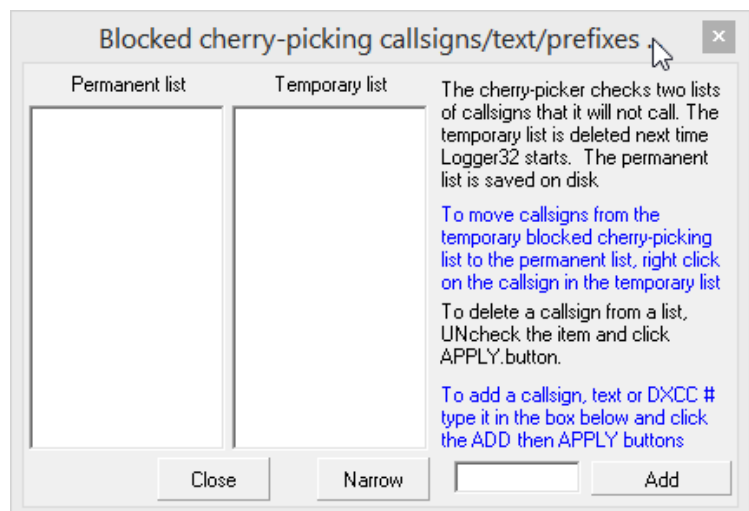 Blocked cherry-picking callsigns/text/prefixes .
Permanent list
Temporary list
The cherry-picker checks two lists
of callsigns that it will not call. The
temporary list is deleted next time
Logger32 starts.  The permanent
list is saved on disk
To move callsigns from the
temporary blocked cherry-picking
list to the permanent list, right click
on the callsign in the temporary list
To delete a callsign from a list,
UNcheck the item and click
APPLY.button.
To add a callsign, text or DXCC #
type it in the box below and click
the ADD then APPLY buttons
Close
Narrow
Add